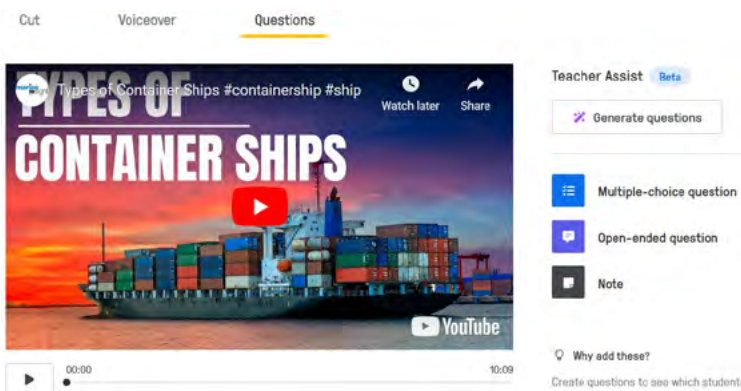 Cut Voiceover Questions
Types of Container Ships #containership #ship
Watch later Share
TYPES OF
CONTAINER SHIPS
YouTube
00:00 10:09
Teacher Assist Beta
Generate questions
Multiple-choice question
Open-ended question
Note
Why add these?
Create questions to see which student